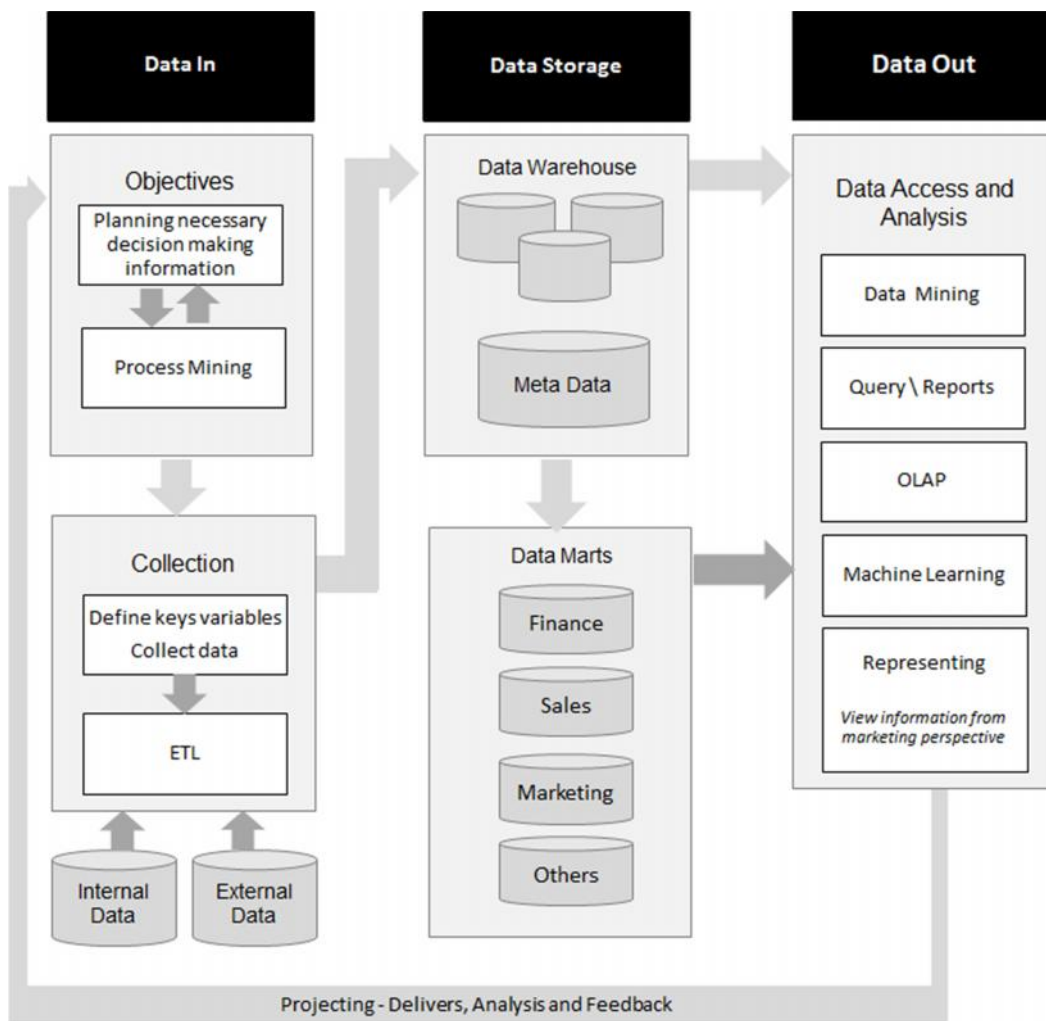 Data In
Data Storage
Data Out
Objectives
Planning necessary
decision making
information
Process Mining
Collection
Define keys variables
Collect data
ETL
Internal
Data
External
Data
Data Warehouse
Meta Data
Data Marts
Finance
Sales
Marketing
Others
Data Access and
Analysis
Data Mining
Query \ Reports
OLAP
Machine Learning
Representing
View information from
marketing perspective
Projecting - Delivers, Analysis and Feedback